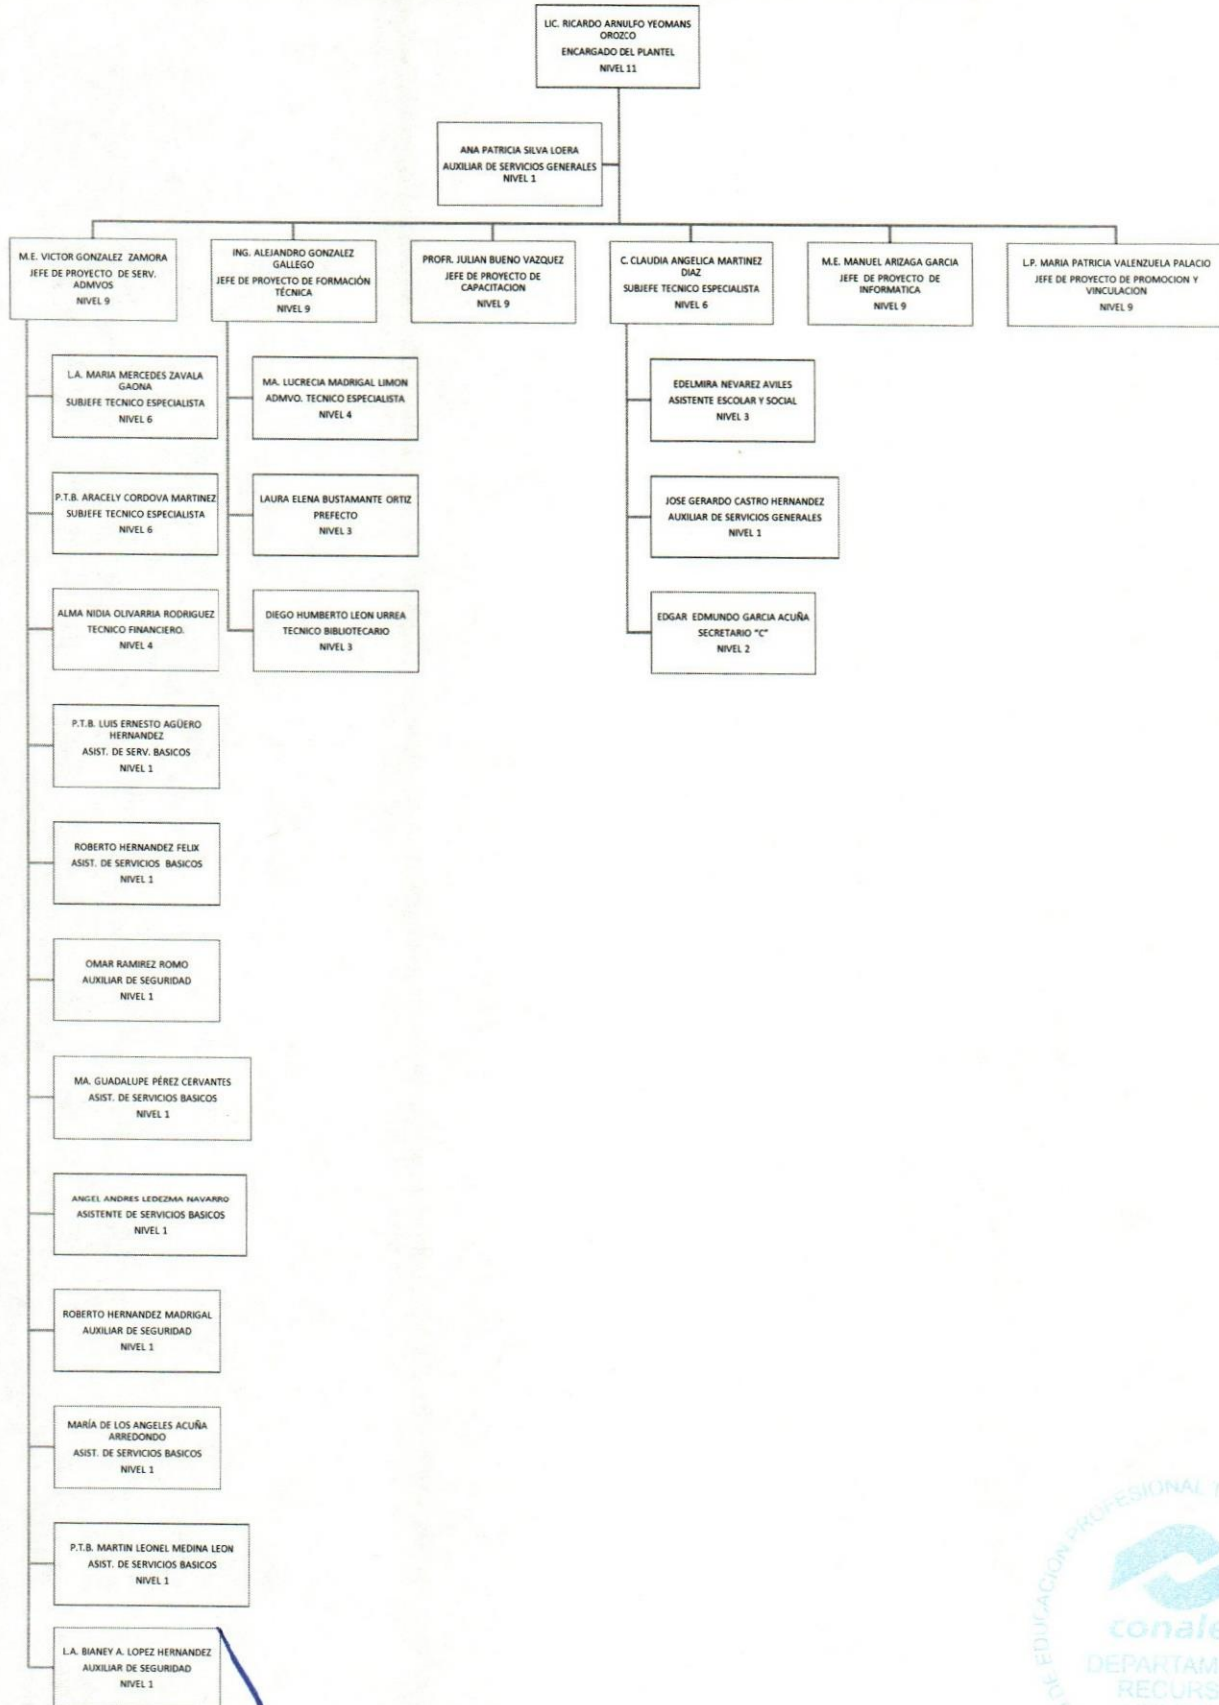 LIC. RICARDO ARNULFO YEOMANS
OROZCO
ENCARGADO DEL PLANTEL
NIVEL 11
ANA PATRICIA SILVA LOERA
AUXILIAR DE SERVICIOS GENERALES
NIVEL 1
M.E. VICTOR GONZALEZ ZAMORA
JEFE DE PROYECTO DE SERV.
ADMVOS
NIVEL 9
ING. ALEJANDRO GONZALEZ
GALLEGO
JEFE DE PROYECTO DE FORMACIÓN
TÉCNICA
NIVEL 9
PROFR. JULIAN BUENO VAZQUEZ
JEFE DE PROYECTO DE
CAPACITACION
NIVEL 9
C. CLAUDIA ANGELICA MARTINEZ
DIAZ
SUBJEFE TECNICO ESPECIALISTA
NIVEL 6
M.E. MANUEL ARIZAGA GARCIA
JEFE DE PROYECTO DE
INFORMATICA
NIVEL 9
L.P. MARIA PATRICIA VALENZUELA PALACIO
JEFE DE PROYECTO DE PROMOCION Y
VINCULACION
NIVEL 9
L.A. MARIA MERCEDES ZAVALA
GAONA
SUBJEFE TECNICO ESPECIALISTA
NIVEL 6
P.T.B. ARACELY CORDOVA MARTINEZ
SUBJEFE TECNICO ESPECIALISTA
NIVEL 6
ALMA NIDIA OLIVARRIA RODRIGUEZ
TECNICO FINANCIERO.
NIVEL 4
P.T.B. LUIS ERNESTO AGÜERO
HERNANDEZ
ASIST. DE SERV. BASICOS
NIVEL 1
ROBERTO HERNANDEZ FELIX
ASIST. DE SERVICIOS BASICOS
NIVEL 1
OMAR RAMIREZ ROMO
AUXILIAR DE SEGURIDAD
NIVEL 1
MA. GUADALUPE PÉREZ CERVANTES
ASIST. DE SERVICIOS BASICOS
NIVEL 1
ANGEL ANDRES LEDEZMA NAVARRO
ASISTENTE DE SERVICIOS BASICOS
NIVEL 1
ROBERTO HERNANDEZ MADRIGAL
AUXILIAR DE SEGURIDAD
NIVEL 1
MARÍA DE LOS ANGELES ACUÑA
ARREDONDO
ASIST. DE SERVICIOS BASICOS
NIVEL 1
P.T.B. MARTIN LEONEL MEDINA LEON
ASIST. DE SERVICIOS BASICOS
NIVEL 1
L.A. BIANEY A. LOPEZ HERNANDEZ
AUXILIAR DE SEGURIDAD
NIVEL 1
MA. LUCRECIA MADRIGAL LIMON
ADMVO. TECNICO ESPECIALISTA
NIVEL 4
LAURA ELENA BUSTAMANTE ORTIZ
PREFECTO
NIVEL 3
DIEGO HUMBERTO LEON URREA
TECNICO BIBLIOTECARIO
NIVEL 3
EDELMIRA NEVAREZ AVILES
ASISTENTE ESCOLAR Y SOCIAL
NIVEL 3
JOSE GERARDO CASTRO HERNANDEZ
AUXILIAR DE SERVICIOS GENERALES
NIVEL 1
EDGAR EDMUNDO GARCIA ACUÑA
SECRETARIO "C"
NIVEL 2
DE EDUCACION PROFESIONAL T
conale
DEPARTAM
RECURS